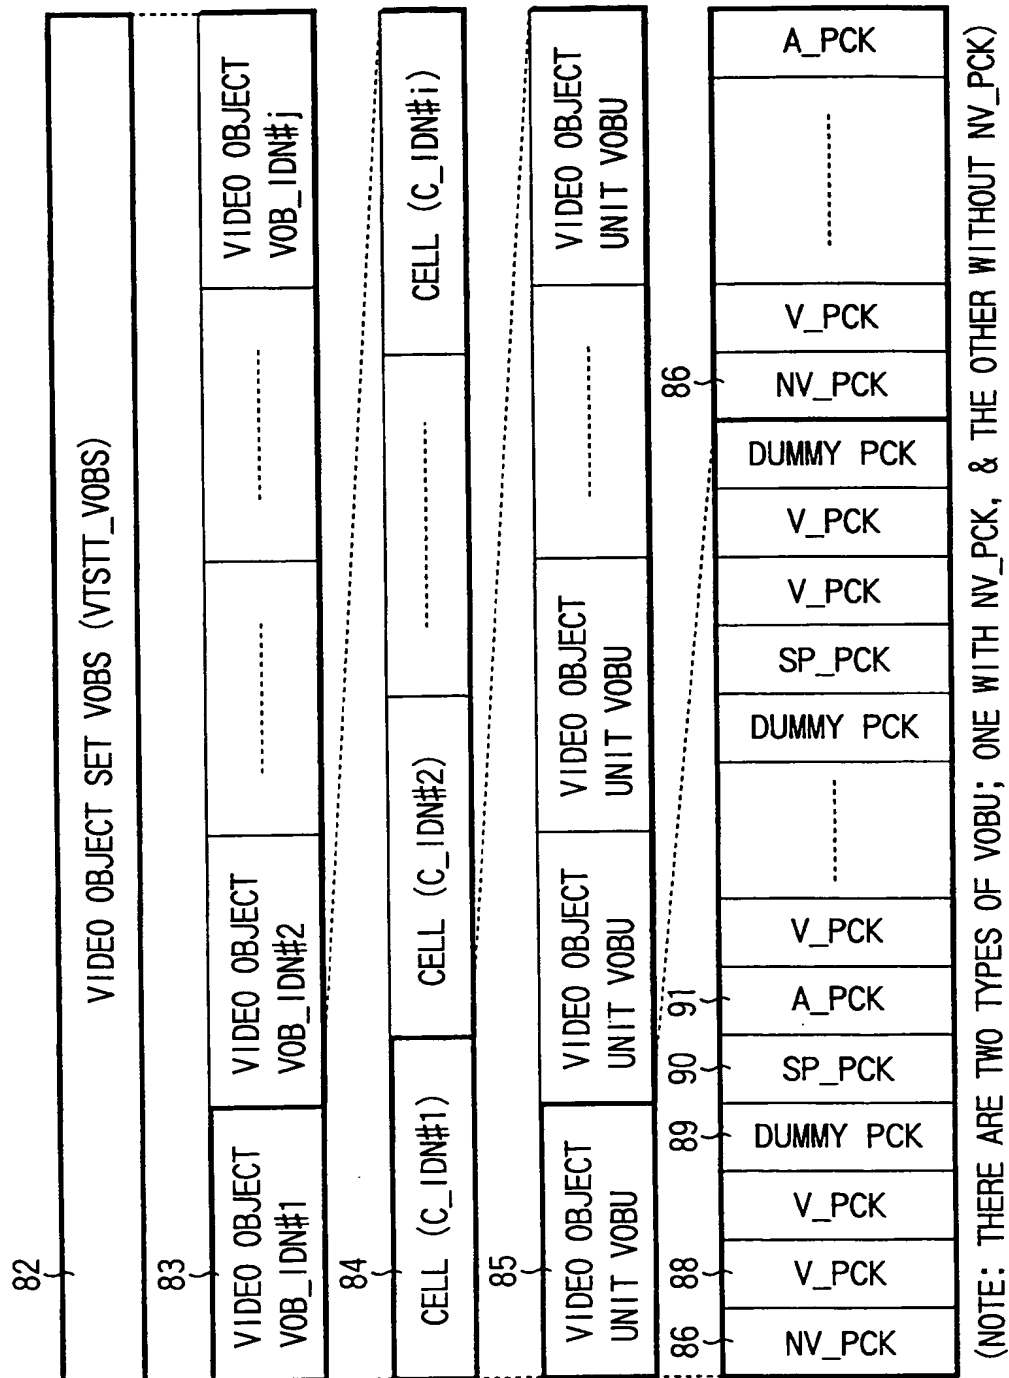 82
VIDEO OBJECT SET VOBS (VTSTT_VOBS)
83
VIDEO OBJECT
VOB_IDN#1
VIDEO OBJECT
VOB_IDN#2
VIDEO OBJECT
VOB_IDN#j
84
CELL (C_IDN#1)
CELL (C_IDN#2)
CELL (C_IDN#i)
85
VIDEO OBJECT
UNIT VOBU
VIDEO OBJECT
UNIT VOBU
VIDEO OBJECT
UNIT VOBU
VIDEO OBJECT
UNIT VOBU
86
88
89
90
91
86
NV_PCK
V_PCK
V_PCK
DUMMY PCK
SP_PCK
A_PCK
V_PCK
DUMMY PCK
SP_PCK
V_PCK
V_PCK
DUMMY PCK
NV_PCK
V_PCK
A_PCK
(NOTE: THERE ARE TWO TYPES OF VOBU; ONE WITH NV_PCK, & THE OTHER WITHOUT NV_PCK)